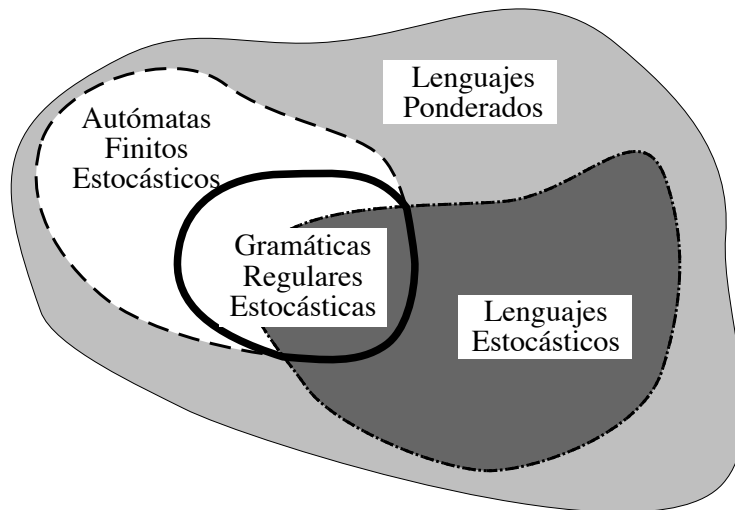 Lenguajes
Ponderados
Autómatas
Finitos
Estocásticos
Gramáticas
Regulares
Estocásticas
Lenguajes
Estocásticos